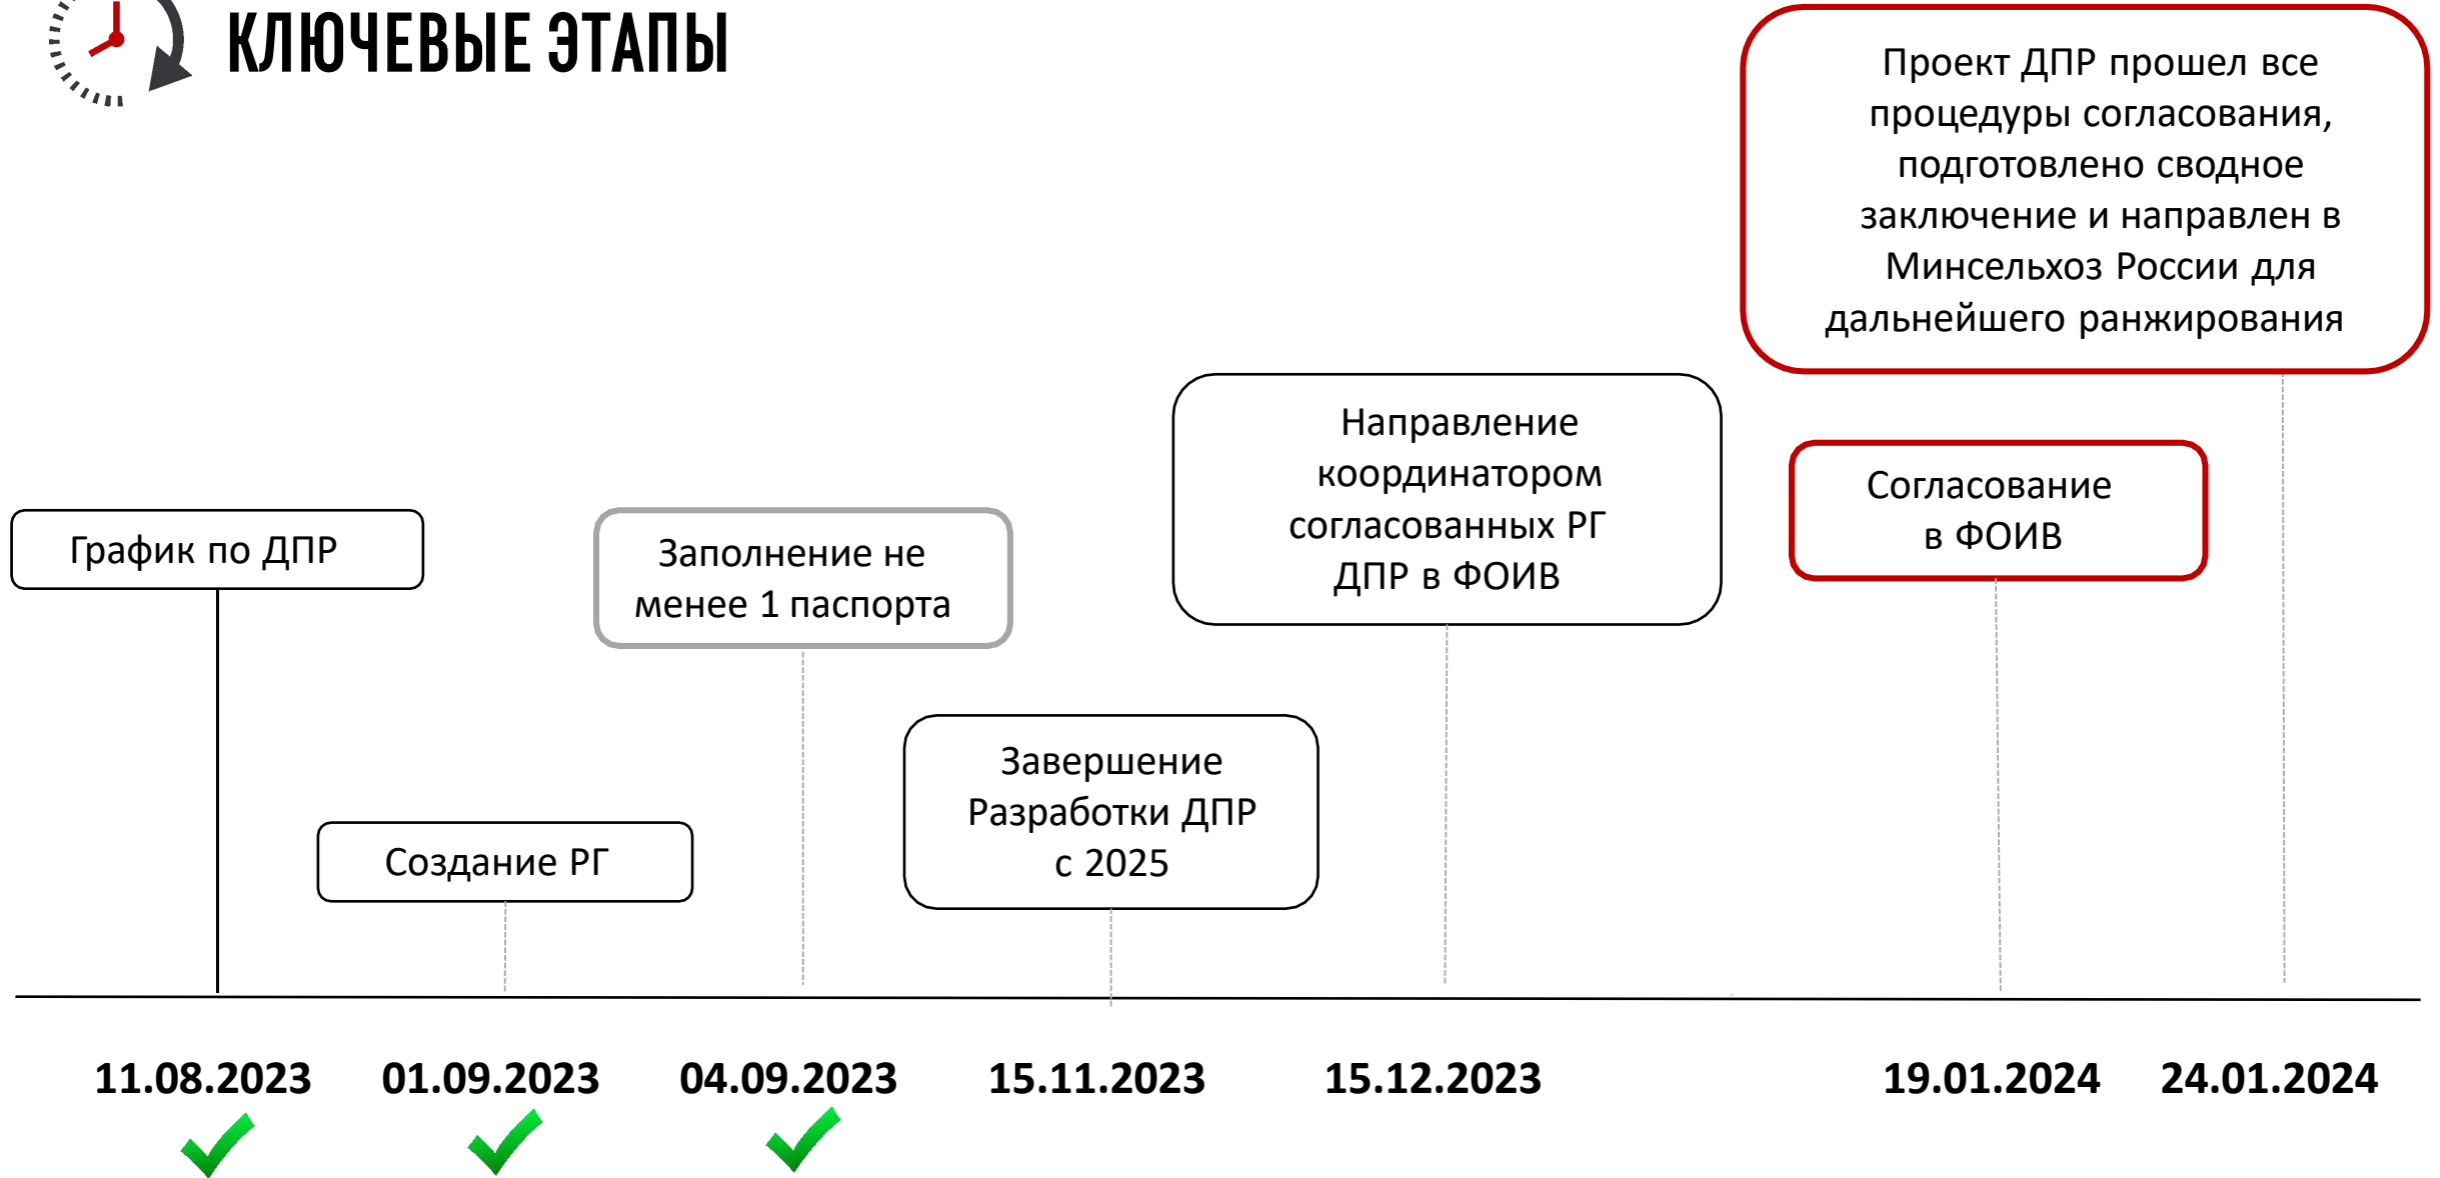 КЛЮЧЕВЫЕ ЭТАПЫ
Проект ДПР прошел все
процедуры согласования,
подготовлено сводное
заключение и направлен в
Минсельхоз России для
дальнейшего ранжирования
Направление
координатором
согласованных РГ
ДПР в ФОИВ
Согласование
в ФОИВ
График по ДПР
Заполнение не
менее 1 паспорта
Завершение
Разработки ДПР
с 2025
Создание РГ
11.08.2023
01.09.2023
04.09.2023
15.11.2023
15.12.2023
19.01.2024
24.01.2024